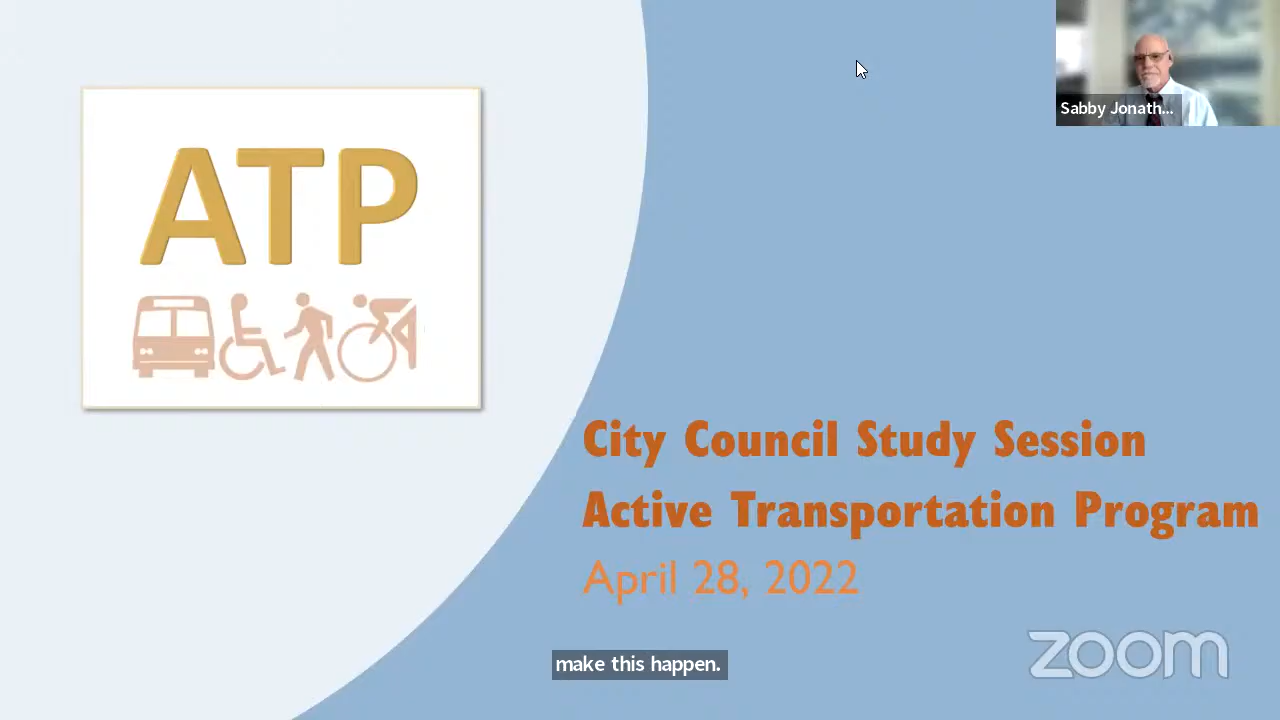 Sabby Jonath...
ATP
City Council Study Session
Active Transportation Program
April 28, 2022
make this happen.
zoom